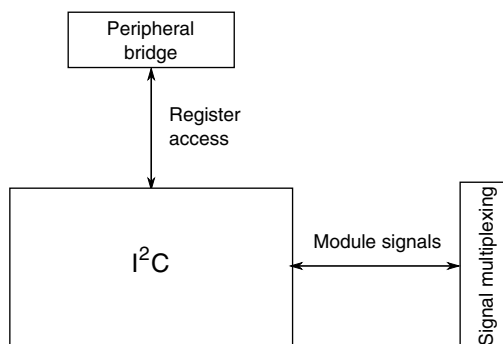 Peripheral
bridge
Register
access
I²C
Module signals
Signal multiplexing